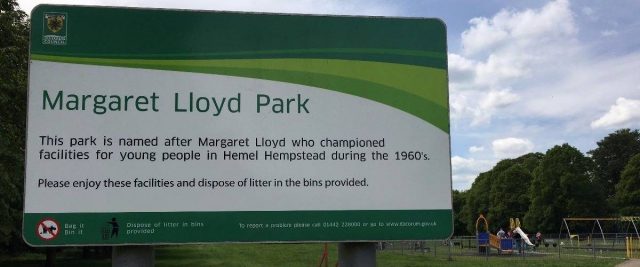 Margaret Lloyd Park
This park is named after Margaret Lloyd who championed
facilities for young people in Hemel Hempstead during the 1960's.
Please enjoy these facilities and dispose of litter in the bins provided.
Bag it
Bin it
Dispose of litter in bins
provided
To report a problem please call 01442 228000 or go to www.dacorum.gov.uk